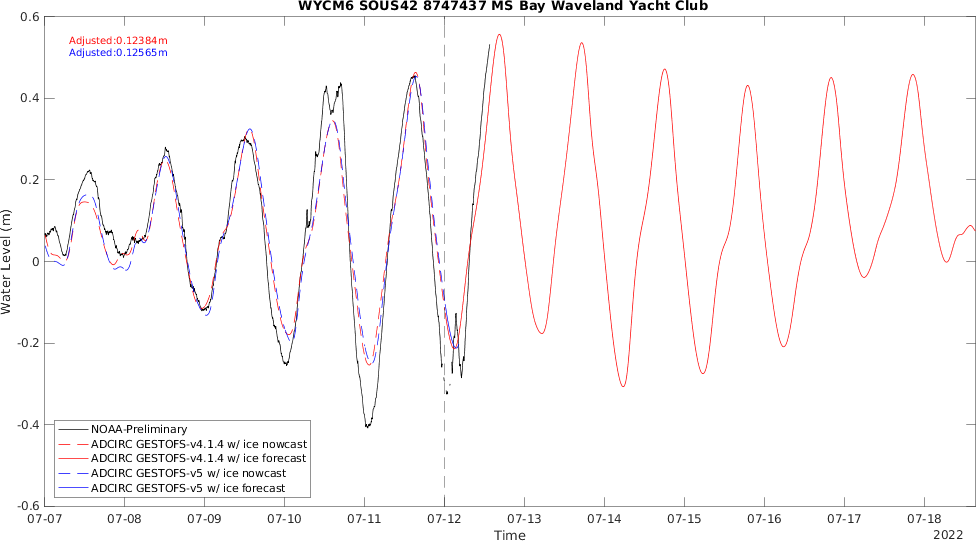 WYCM6 SOUS42 8747437 MS Bay Waveland Yacht Club
Adjusted:0.12384m
Adjusted:0.12565m
0.6
0.4
0.2
0
-0.2
-0.4
-0.6
Water Level (m)
NOAA-Preliminary
ADCIRC GESTOFS-v4.1.4 w/ ice nowcast
ADCIRC GESTOFS-v4.1.4 w/ ice forecast
ADCIRC GESTOFS-v5 w/ ice nowcast
ADCIRC GESTOFS-v5 w/ ice forecast
07-07 07-08 07-09 07-10 07-11 07-12 07-13 07-14 07-15 07-16 07-17 07-18
Time
2022